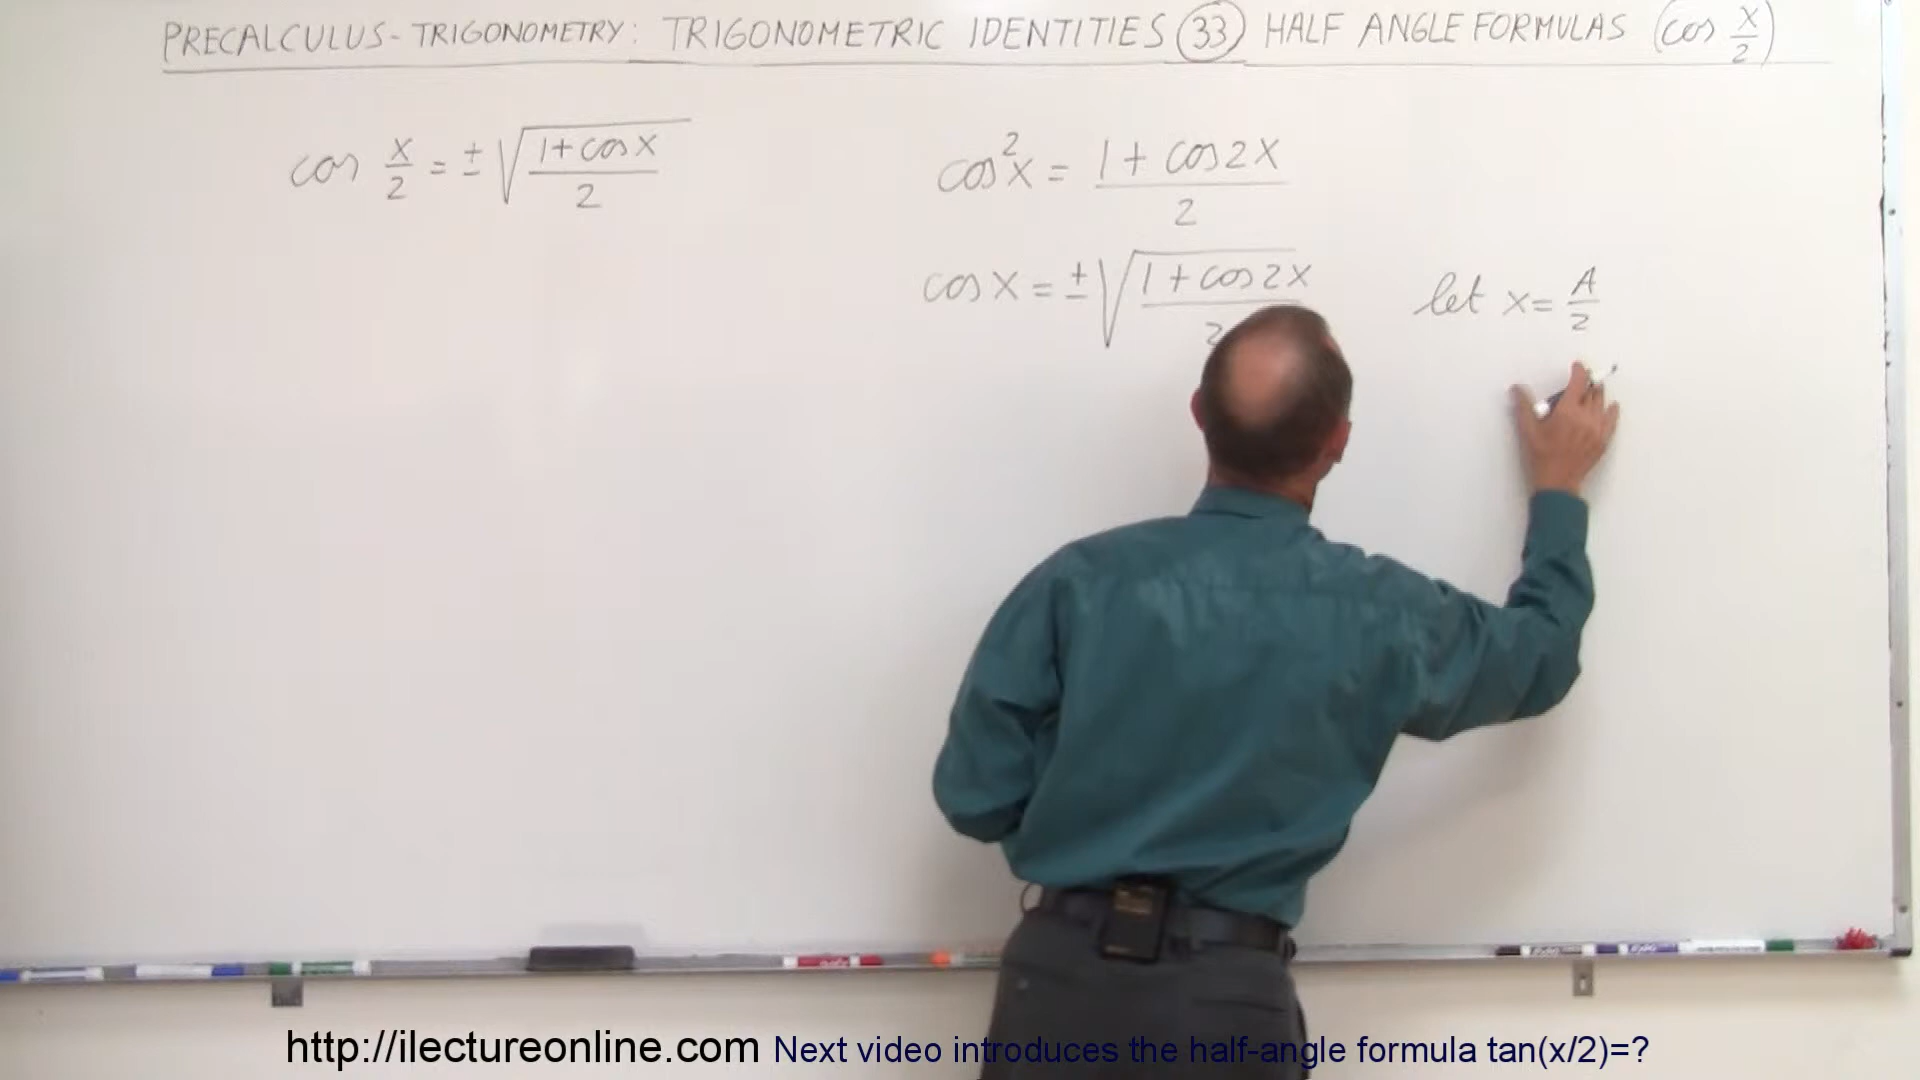 PRECALCULUS - TRIGONOMETRY: TRIGONOMETRIC IDENTITIES (33) HALF ANGLE FORMULAS (cos x/2)
cos x/2 = ± √((1 + cos x)/2)
cos²x = (1 + cos 2x)/2
cos x = ± √((1 + cos 2x)/2)
let x = A/2
http://ilectureonline.com Next video introduces the half-angle formula tan(x/2)=?